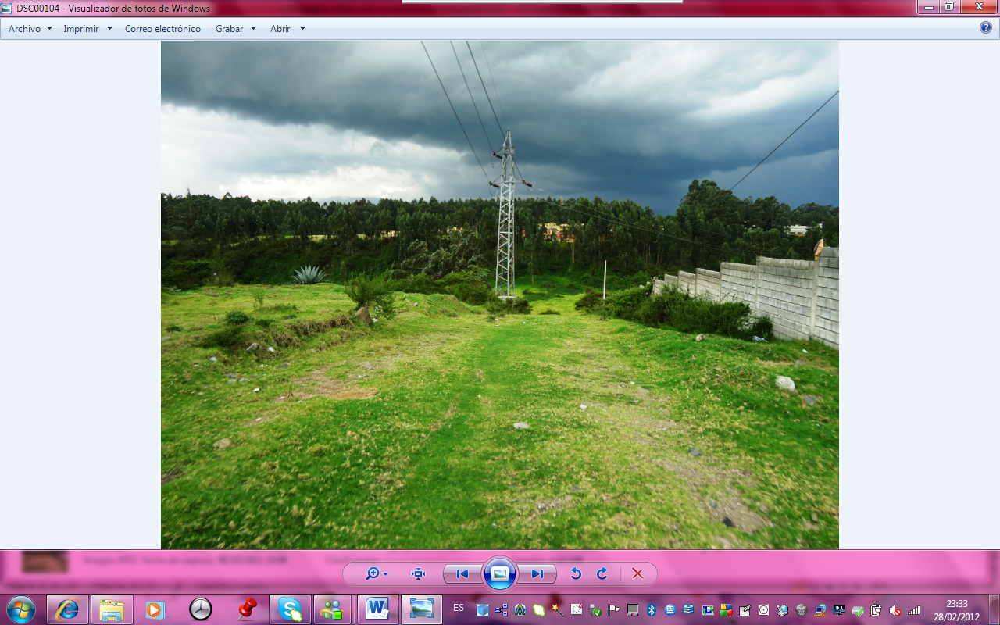 DSC00104 - Visualizador de fotos de Windows
Archivo Imprimir Correo electrónico Grabar Abrir
ES
23:33
28/02/2012